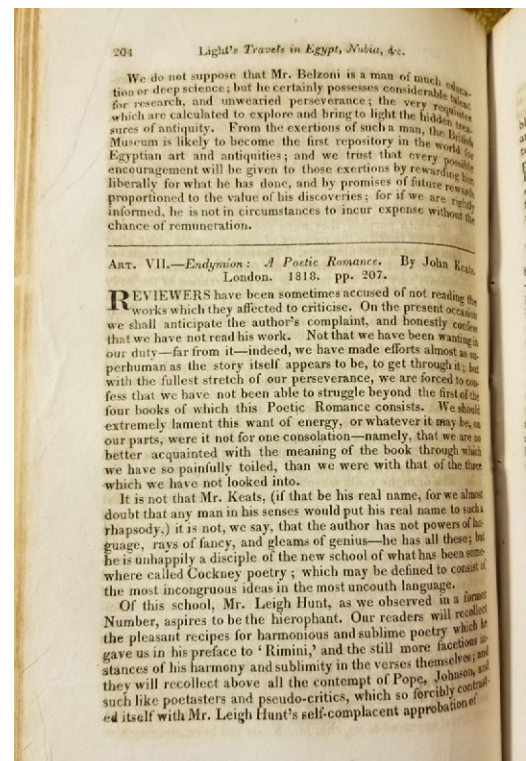 204 Light's Travels in Egypt, Nubia, &c.
We do not suppose that Mr. Belzoni is a man of much educa-
tion or deep science; but he certainly possesses considerable talent
for research, and unwearied perseverance; the very requisites
which are calculated to explore and bring to light the hidden trea-
sures of antiquity. From the exertions of such a man, the British
Museum is likely to become the first repository in the world for
Egyptian art and antiquities; and we trust that every possible
encouragement will be given to those exertions by rewarding him
liberally for what he has done, and by promises of future rewards
proportioned to the value of his discoveries; for if we are rightly
informed, he is not in circumstances to incur expense without the
chance of remuneration.
ART. VII.—Endymion: A Poetic Romance. By John Keats.
London. 1818. pp. 207.
REVIEWERS have been sometimes accused of not reading the
works which they affected to criticise. On the present occasion
we shall anticipate the author's complaint, and honestly confess
that we have not read his work. Not that we have been wanting in
our duty—far from it—indeed, we have made efforts almost as su-
perhuman as the story itself appears to be, to get through it; but
with the fullest stretch of our perseverance, we are forced to con-
fess that we have not been able to struggle beyond the first of the
four books of which this Poetic Romance consists. We should
extremely lament this want of energy, or whatever it may be, on
our parts, were it not for one consolation—namely, that we are no
better acquainted with the meaning of the book through which
we have so painfully toiled, than we were with that of the three
which we have not looked into.
It is not that Mr. Keats, (if that be his real name, for we almost
doubt that any man in his senses would put his real name to such a
rhapsody,) it is not, we say, that the author has not powers of lan-
guage, rays of fancy, and gleams of genius—he has all these; but
he is unhappily a disciple of the new school of what has been some-
where called Cockney poetry; which may be defined to consist of
the most incongruous ideas in the most uncouth language.
Of this school, Mr. Leigh Hunt, as we observed in a former
Number, aspires to be the hierophant. Our readers will recollect
the pleasant recipes for harmonious and sublime poetry which he
gave us in his preface to 'Rimini,' and the still more facetious in-
stances of his harmony and sublimity in the verses themselves; and
they will recollect above all the contempt of Pope, Johnson, and
such like poetasters and pseudo-critics, which so forcibly contrast-
ed itself with Mr. Leigh Hunt's self-complacent approbation of